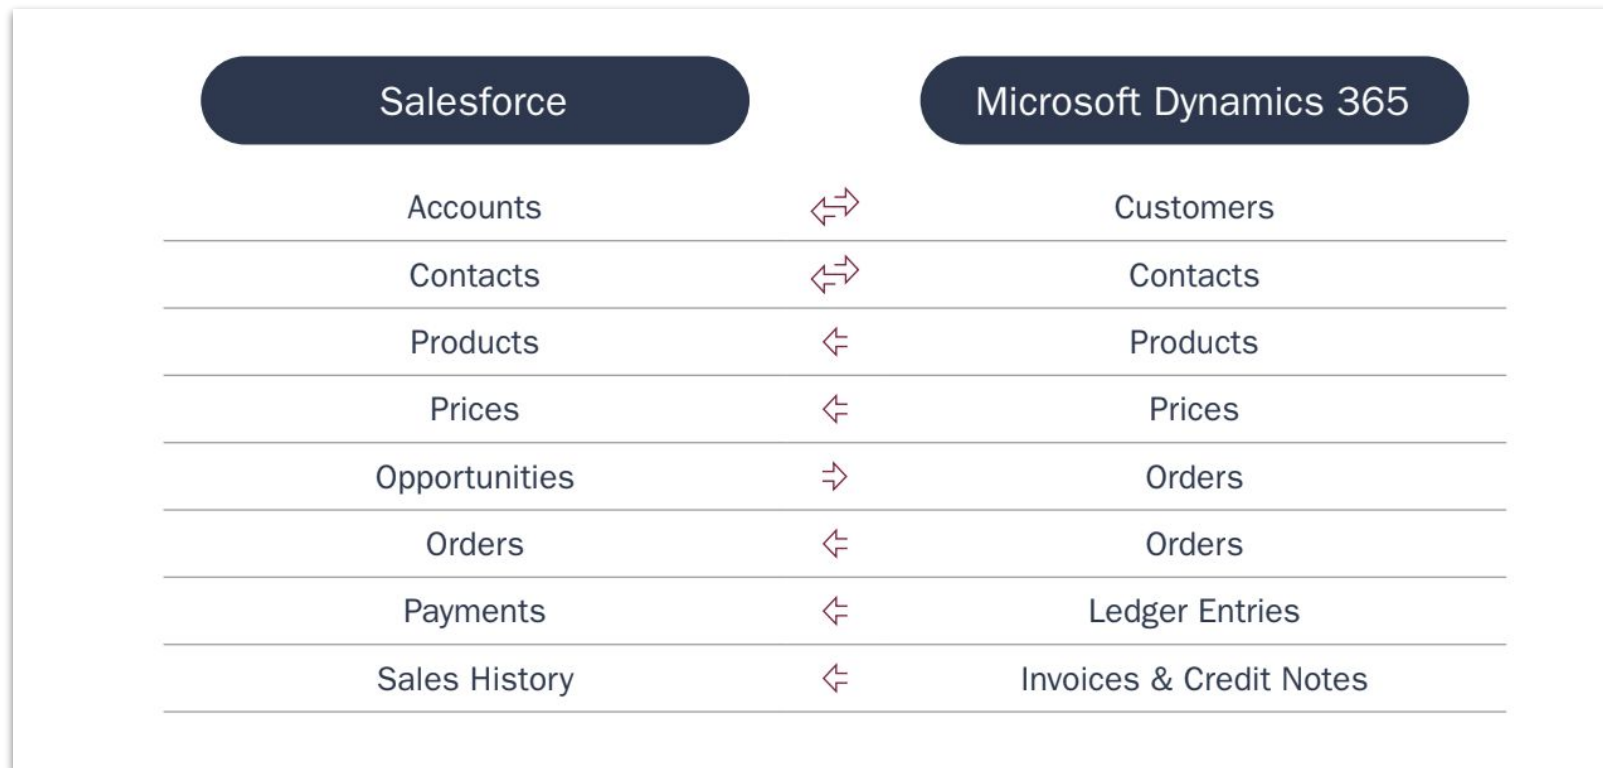 Salesforce Microsoft Dynamics 365
Accounts Customers
Contacts Contacts
Products Products
Prices Prices
Opportunities Orders
Orders Orders
Payments Ledger Entries
Sales History Invoices & Credit Notes